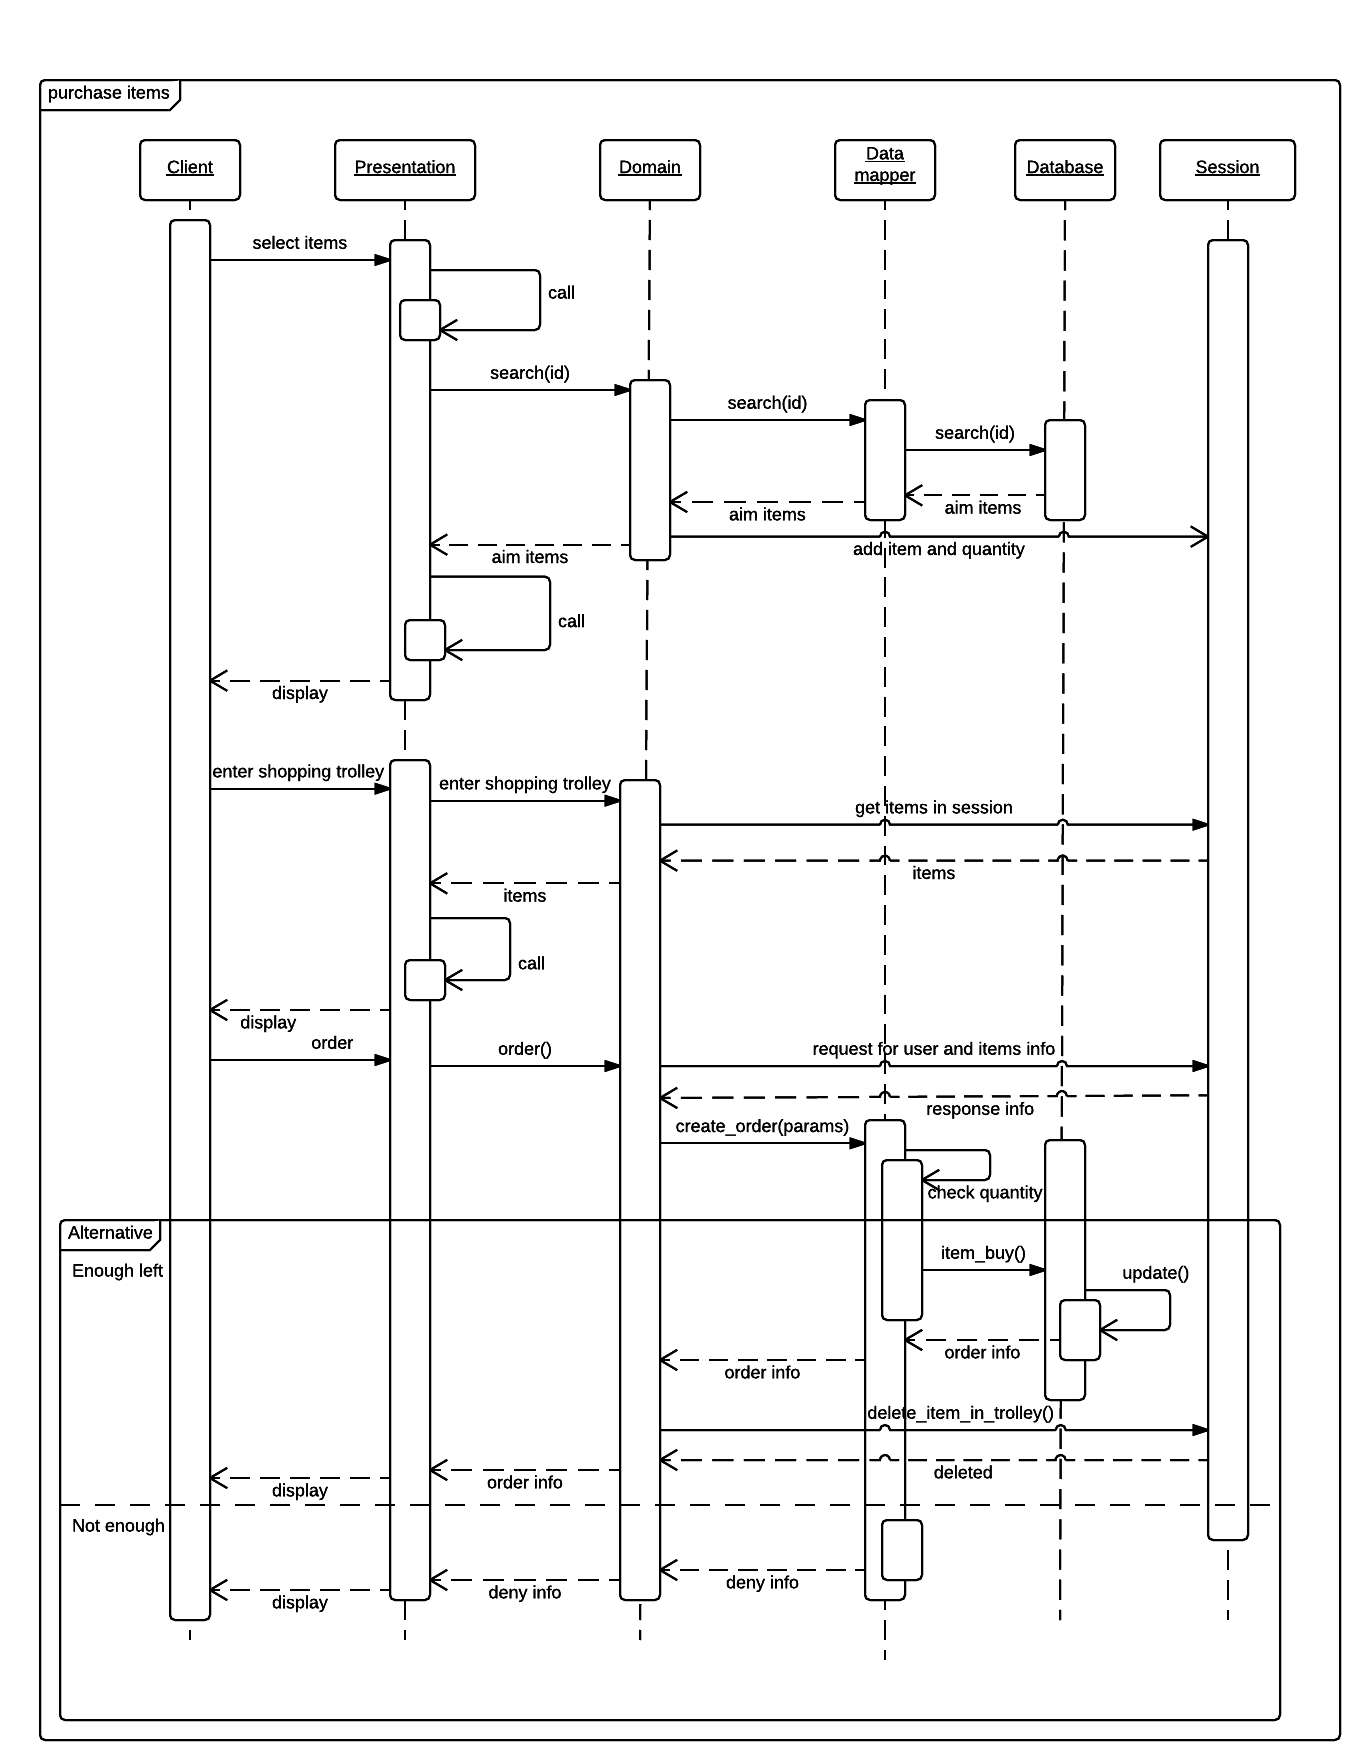 purchase items
Client
Presentation
Domain
Data
mapper
Database
Session
select items
call
search(id)
search(id)
search(id)
aim items
aim items
add item and quantity
aim items
call
display
enter shopping trolley
enter shopping trolley
get items in session
items
items
call
display
order
order()
request for user and items info
response info
create_order(params)
check quantity
Alternative
Enough left
item_buy()
update()
order info
order info
delete_item_in_trolley()
deleted
order info
display
Not enough
deny info
deny info
display